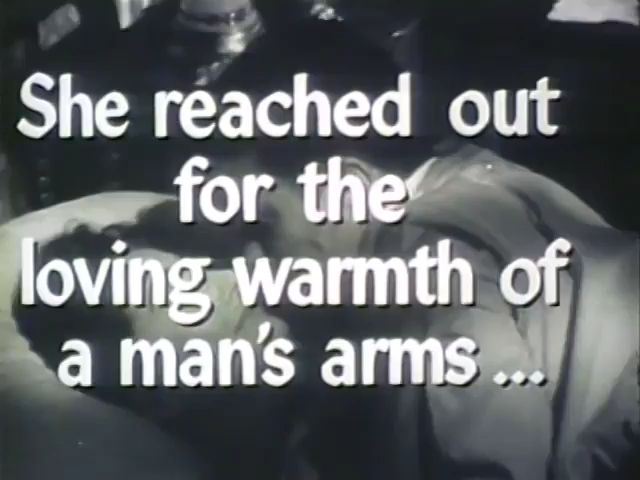 She reached out
for the
loving warmth of
a man's arms...